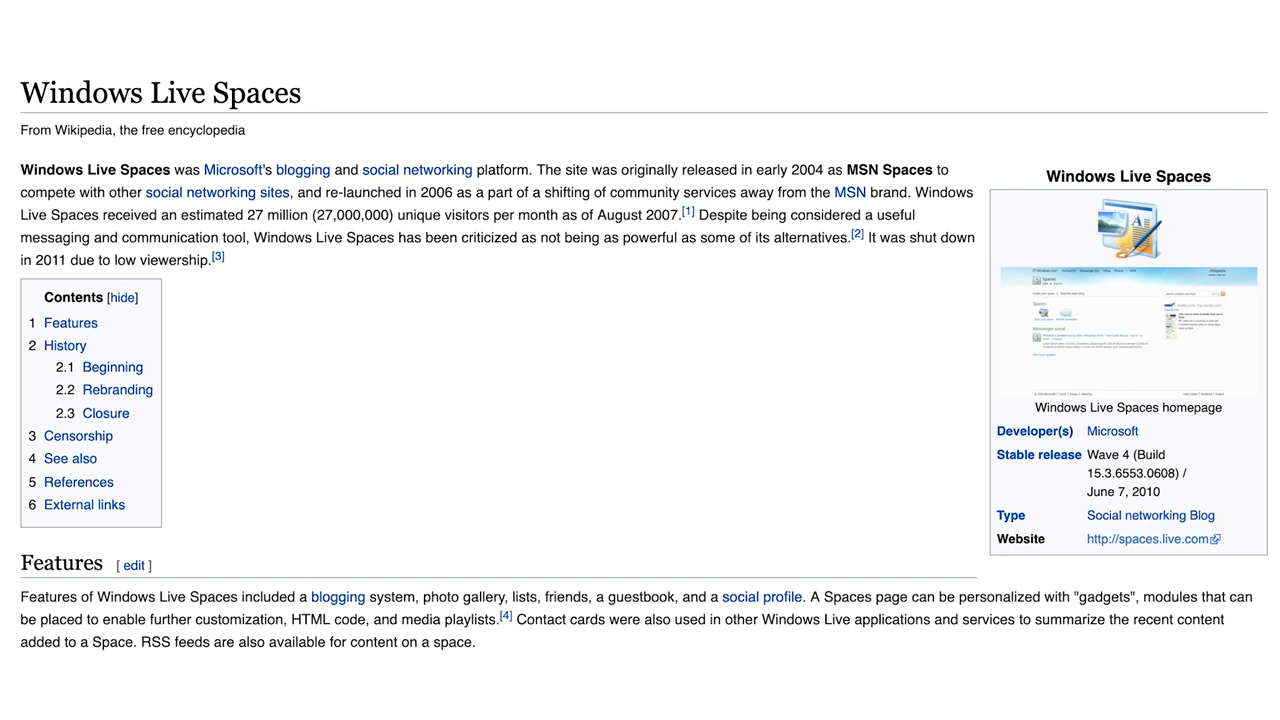 Windows Live Spaces
From Wikipedia, the free encyclopedia
Windows Live Spaces was Microsoft's blogging and social networking platform. The site was originally released in early 2004 as MSN Spaces to
compete with other social networking sites, and re-launched in 2006 as a part of a shifting of community services away from the MSN brand. Windows
Live Spaces received an estimated 27 million (27,000,000) unique visitors per month as of August 2007.[1] Despite being considered a useful
messaging and communication tool, Windows Live Spaces has been criticized as not being as powerful as some of its alternatives.[2] It was shut down
in 2011 due to low viewership.[3]
Contents [hide]
1 Features
2 History
2.1 Beginning
2.2 Rebranding
2.3 Closure
3 Censorship
4 See also
5 References
6 External links
Windows Live Spaces
Spaces
Spaces
Messenger social
Windows Live Spaces homepage
Developer(s) Microsoft
Stable release Wave 4 (Build
15.3.6553.0608) /
June 7, 2010
Type Social networking Blog
Website http://spaces.live.com
Features [ edit ]
Features of Windows Live Spaces included a blogging system, photo gallery, lists, friends, a guestbook, and a social profile. A Spaces page can be personalized with "gadgets", modules that can
be placed to enable further customization, HTML code, and media playlists.[4] Contact cards were also used in other Windows Live applications and services to summarize the recent content
added to a Space. RSS feeds are also available for content on a space.